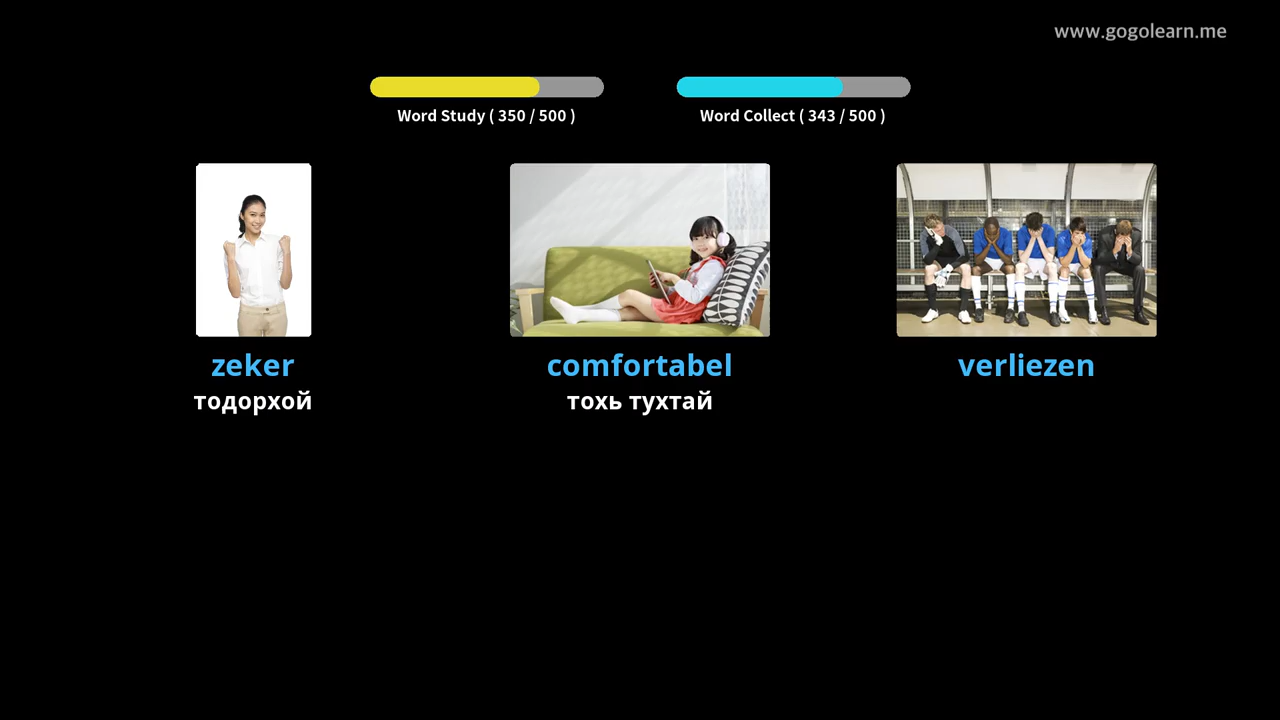 www.gogolearn.me
Word Study ( 350 / 500 )
Word Collect ( 343 / 500 )
zeker
тодорхой
comfortabel
тохь тухтай
verliezen